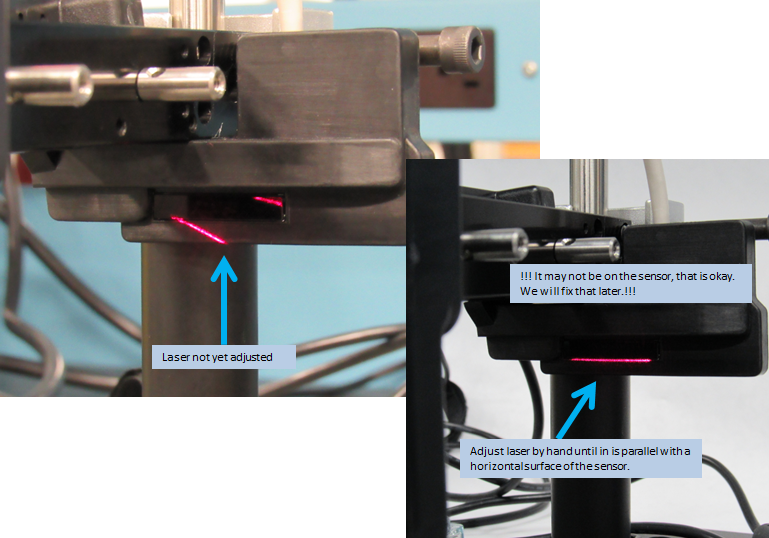 Laser not yet adjusted
!!! It may not be on the sensor, that is okay.
We will fix that later.!!!
Adjust laser by hand until in is parallel with a
horizontal surface of the sensor.